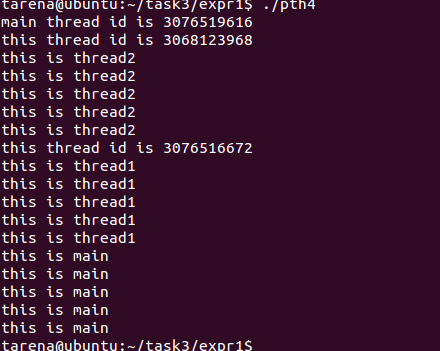 tarena@ubuntu:~/task3/expr1$ ./pth4
main thread id is 3076519616
this thread id is 3068123968
this is thread2
this is thread2
this is thread2
this is thread2
this is thread2
this thread id is 3076516672
this is thread1
this is thread1
this is thread1
this is thread1
this is thread1
this is main
this is main
this is main
this is main
this is main
tarena@ubuntu:~/task3/expr1$